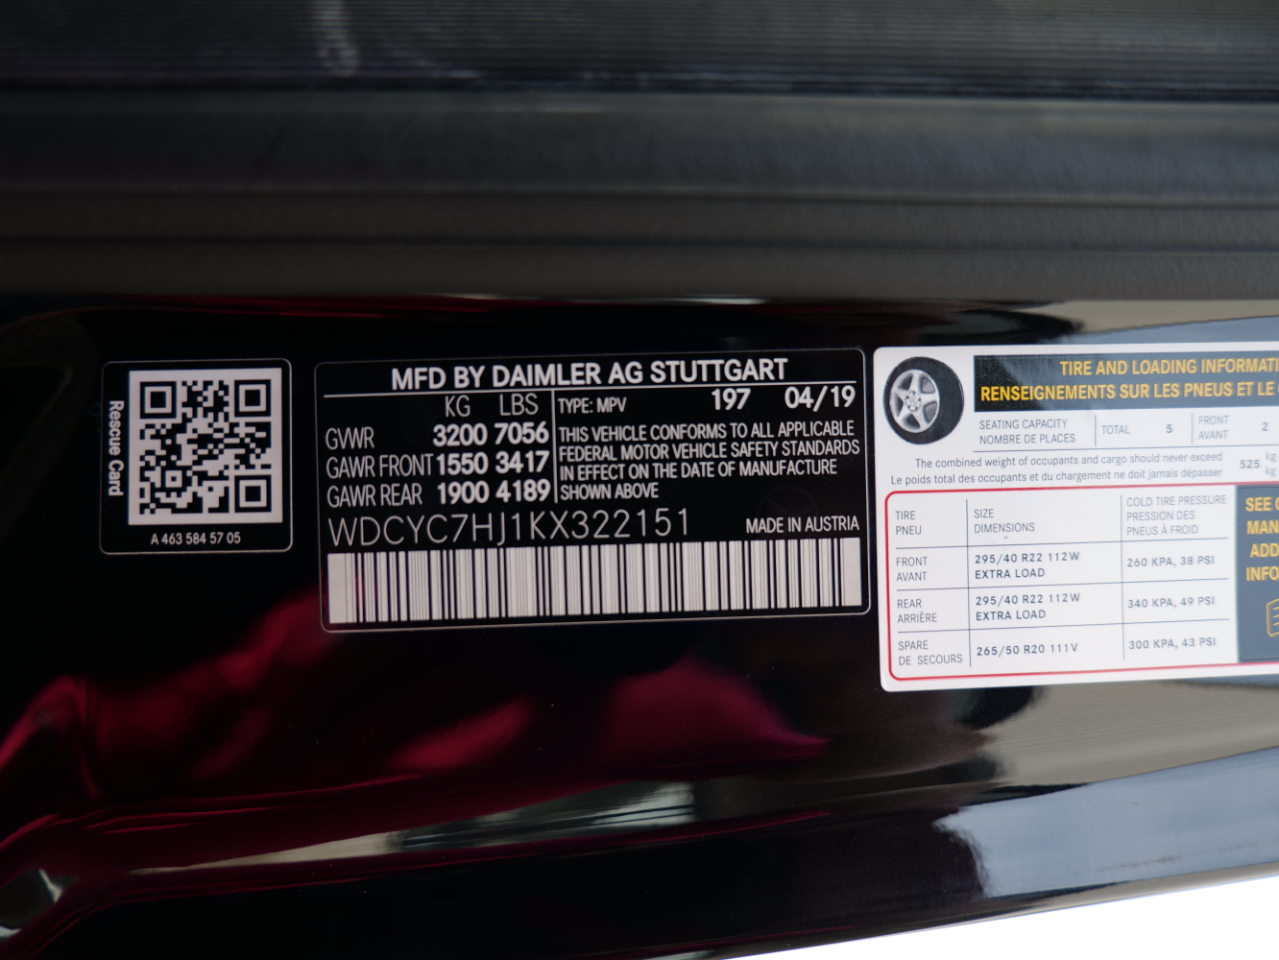 Rescue Card
A 463 584 57 05
MFD BY DAIMLER AG STUTTGART
KG LBS
GVWR 3200 7056
GAWR FRONT 1550 3417
GAWR REAR 1900 4189
TYPE: MPV 197 04/19
THIS VEHICLE CONFORMS TO ALL APPLICABLE
FEDERAL MOTOR VEHICLE SAFETY STANDARDS
IN EFFECT ON THE DATE OF MANUFACTURE
SHOWN ABOVE
WDCYC7HJ1KX322151
MADE IN AUSTRIA
TIRE AND LOADING
RENSEIGNEMENTS SUR LES PNEUS ET LE
SEATING CAPACITY
NOMBRE DE PLACES
TOTAL 5
FRONT
AVANT
2
The combined weight of occupants and cargo should never exceed
Le poids total des occupants et du chargement ne doit jamais dépasser
525 kg
kg
TIRE
PNEU
SIZE
DIMENSIONS
COLD TIRE PRESSURE
PRESSION DES
PNEUS À FROID
FRONT
AVANT
295/40 R22 112W
EXTRA LOAD
260 KPA, 38 PSI
REAR
ARRIÈRE
295/40 R22 112W
EXTRA LOAD
340 KPA, 49 PSI
SPARE
DE SECOURS
265/50 R20 111V
300 KPA, 43 PSI
SEE